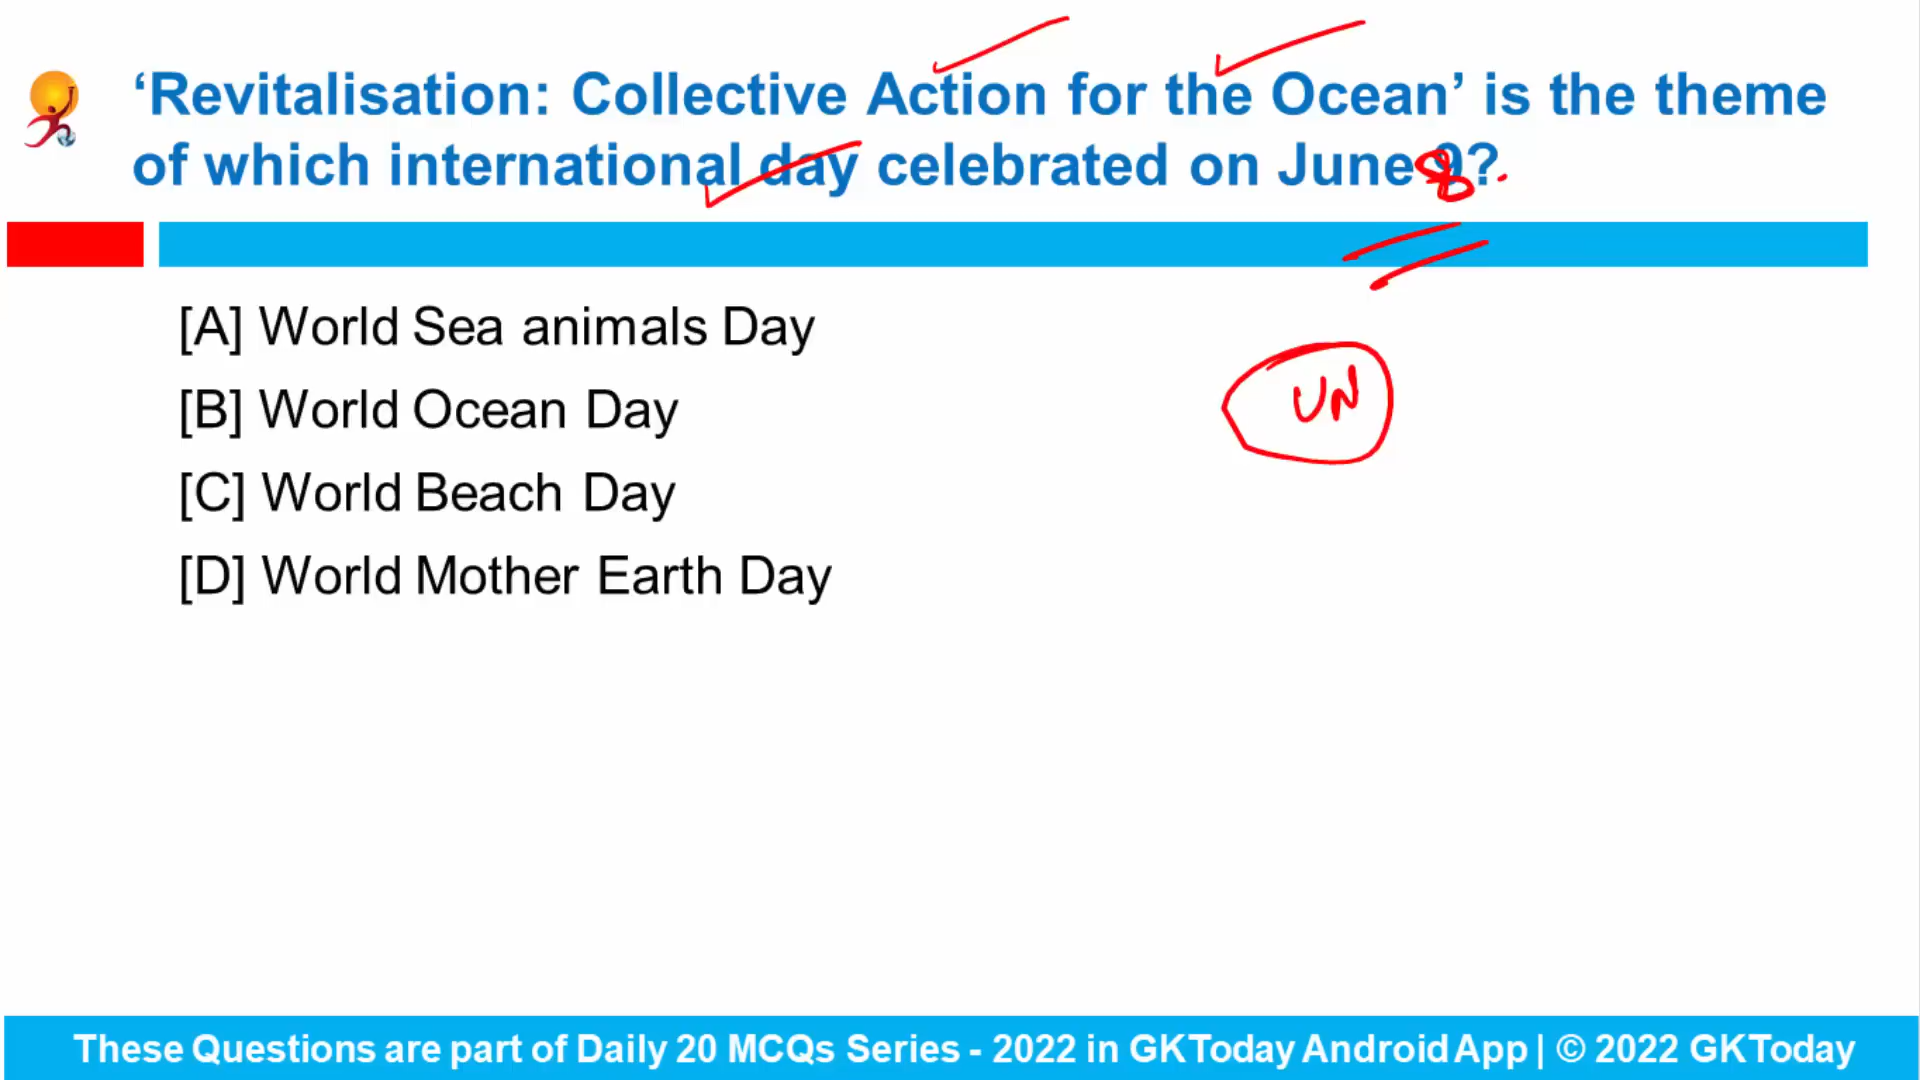 ‘Revitalisation: Collective Action for the Ocean’ is the theme
of which international day celebrated on June 9?
8
[A] World Sea animals Day
[B] World Ocean Day
[C] World Beach Day
[D] World Mother Earth Day
UN
These Questions are part of Daily 20 MCQs Series - 2022 in GKToday Android App | © 2022 GKToday